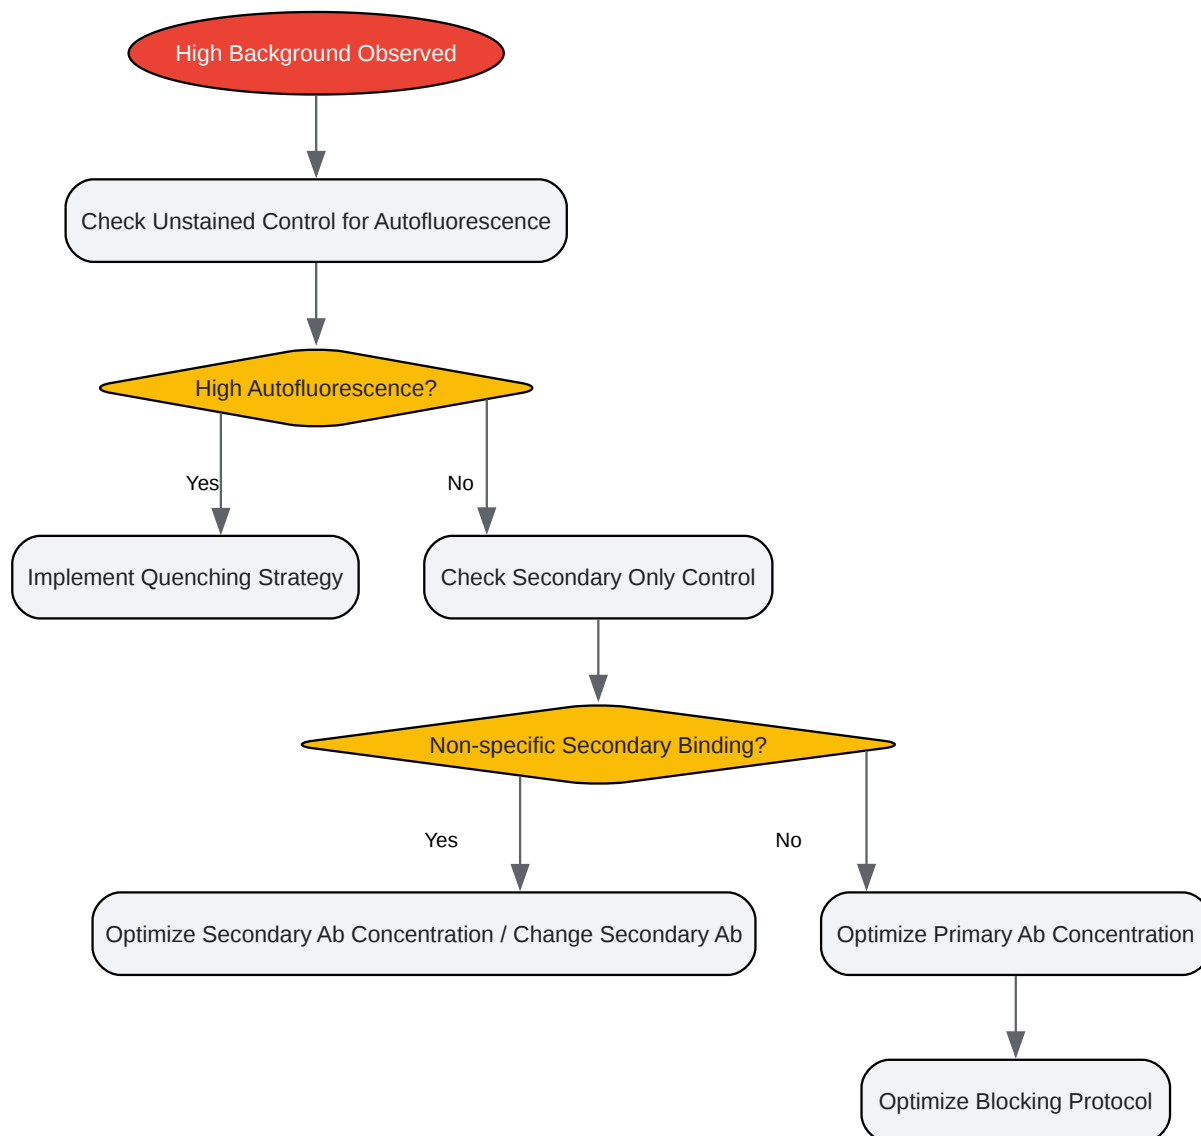 High Background Observed
Check Unstained Control for Autofluorescence
High Autofluorescence?
Yes
No
Implement Quenching Strategy
Check Secondary Only Control
Non-specific Secondary Binding?
Yes
No
Optimize Secondary Ab Concentration / Change Secondary Ab
Optimize Primary Ab Concentration
Optimize Blocking Protocol